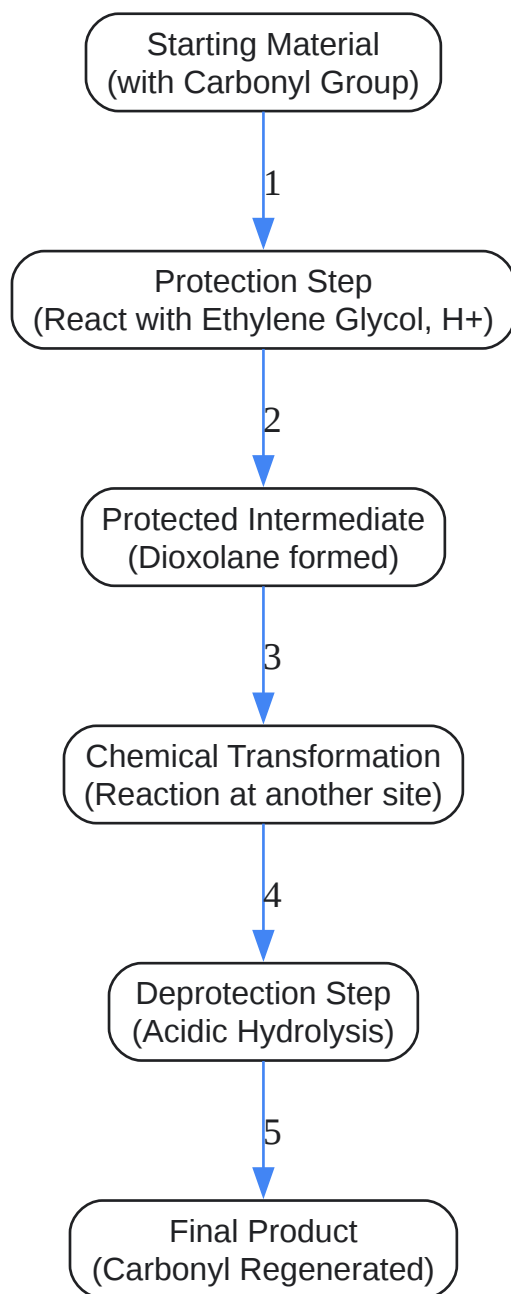 Starting Material
(with Carbonyl Group)
1
Protection Step
(React with Ethylene Glycol, H+)
2
Protected Intermediate
(Dioxolane formed)
3
Chemical Transformation
(Reaction at another site)
4
Deprotection Step
(Acidic Hydrolysis)
5
Final Product
(Carbonyl Regenerated)